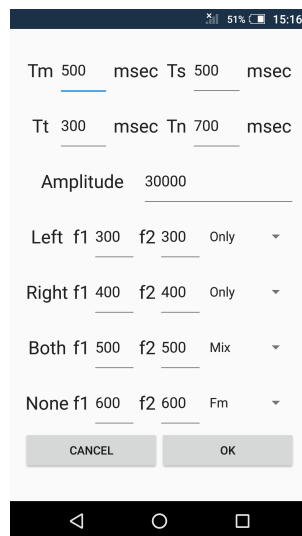 51% 15:16
Tm 500 msec Ts 500 msec
Tt 300 msec Tn 700 msec
Amplitude 30000
Left f1 300 f2 300 Only
Right f1 400 f2 400 Only
Both f1 500 f2 500 Mix
None f1 600 f2 600 Fm
CANCEL OK